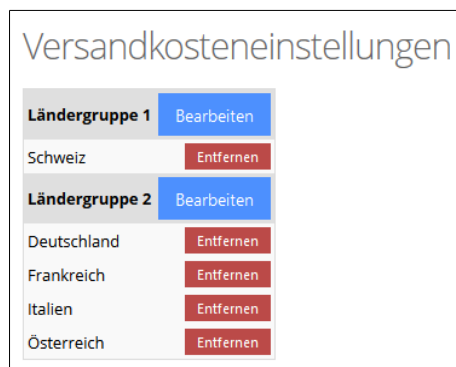 Versandkosteneinstellungen
Ländergruppe 1 Bearbeiten
Schweiz Entfernen
Ländergruppe 2 Bearbeiten
Deutschland Entfernen
Frankreich Entfernen
Italien Entfernen
Österreich Entfernen